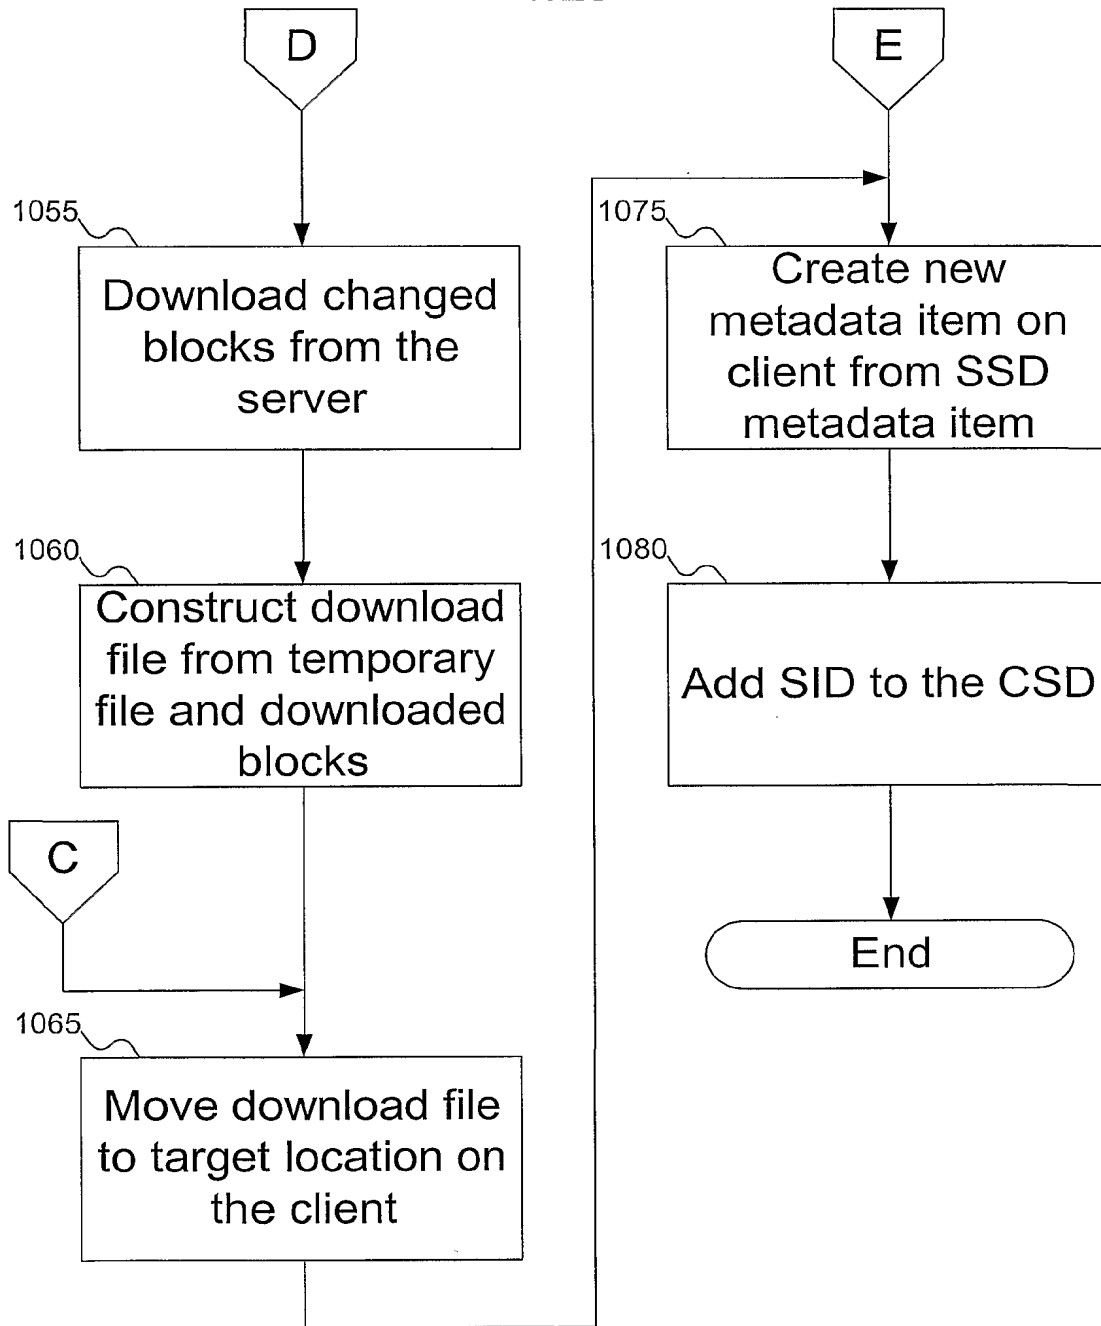 D
1055
Download changed
blocks from the
server
1060
Construct download
file from temporary
file and downloaded
blocks
C
1065
Move download file
to target location on
the client
E
1075
Create new
metadata item on
client from SSD
metadata item
1080
Add SID to the CSD
End